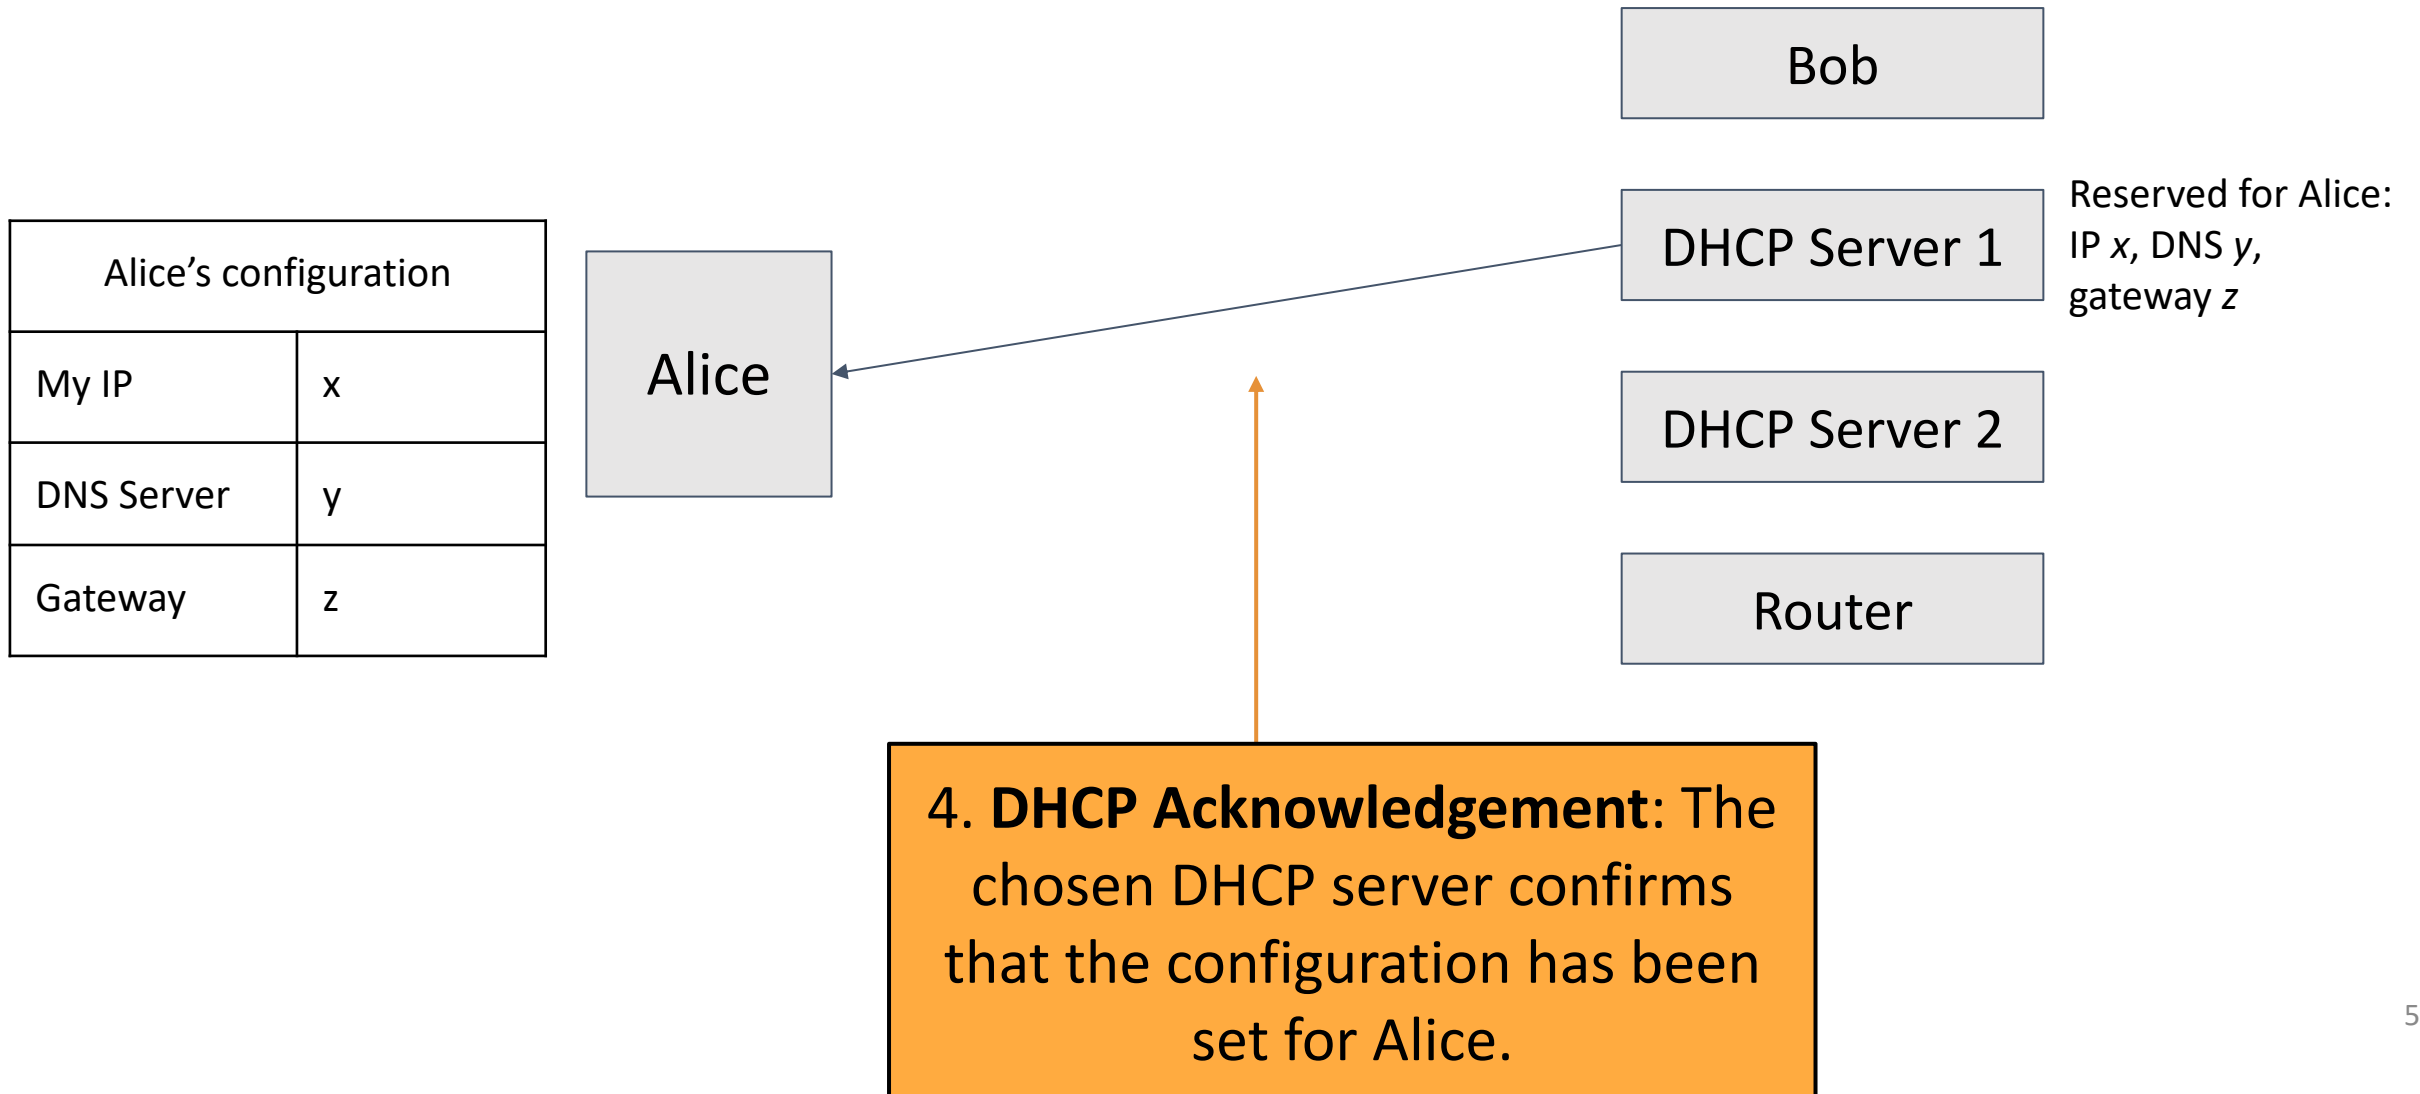 Bob
DHCP Server 1
Reserved for Alice:
IP x, DNS y,
gateway z
Alice’s configuration
My IP x
DNS Server y
Gateway z
Alice
DHCP Server 2
Router
4. DHCP Acknowledgement: The
chosen DHCP server confirms
that the configuration has been
set for Alice.
5